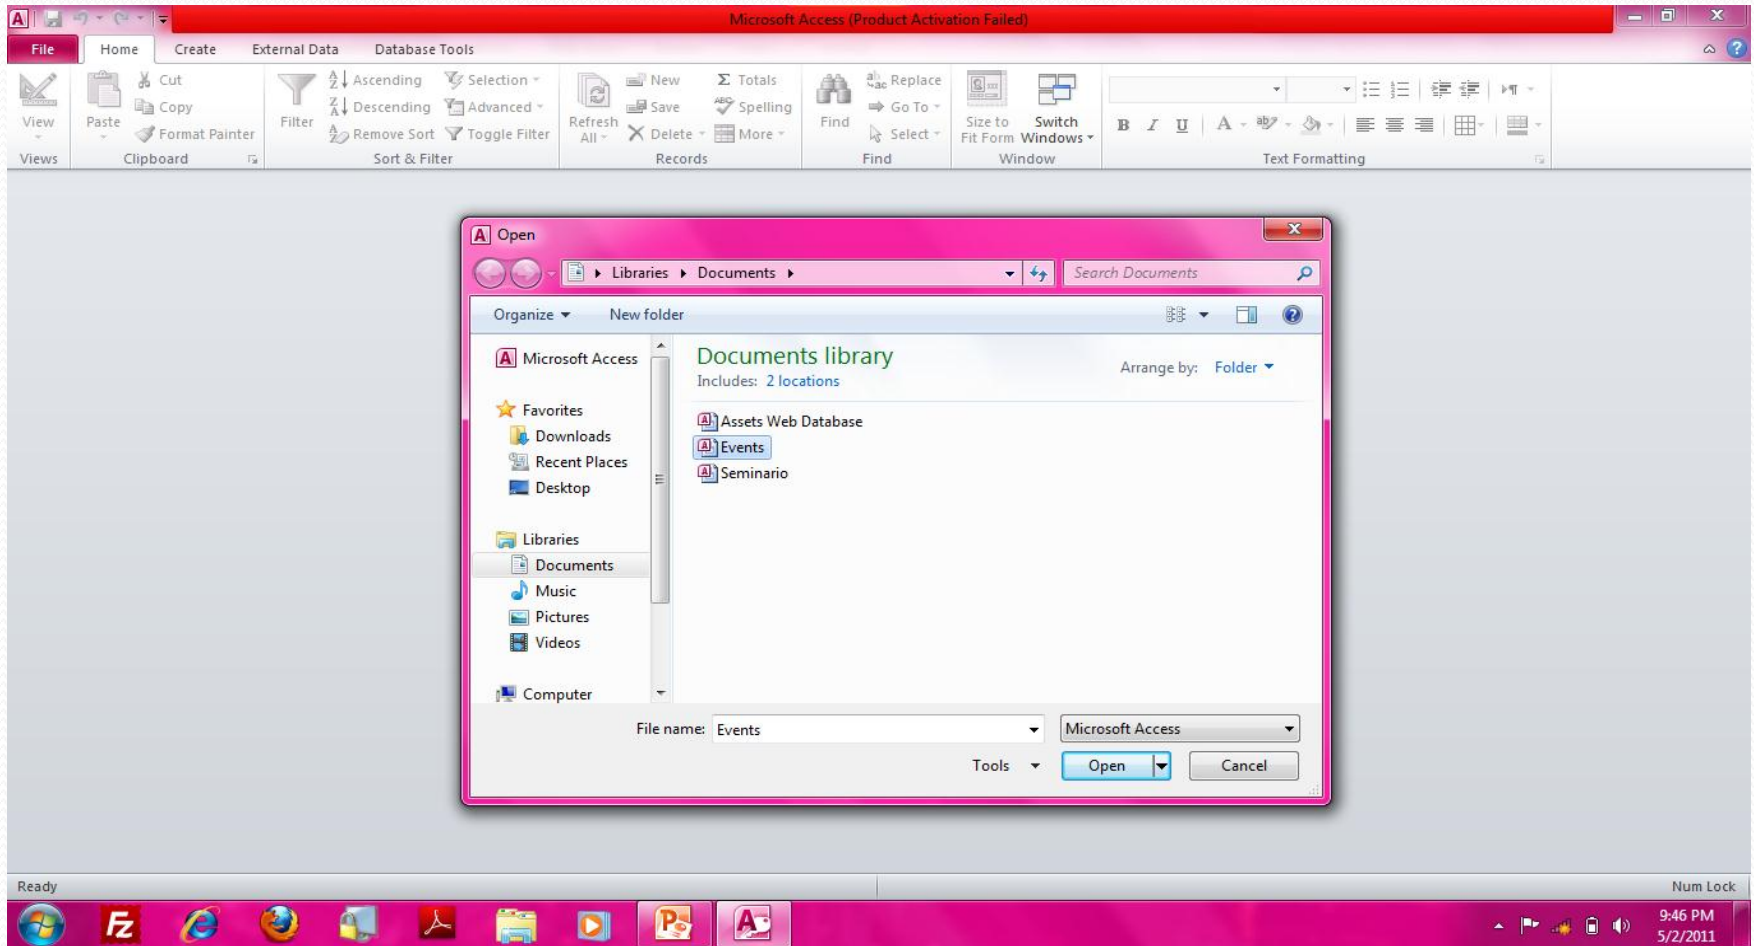 Microsoft Access (Product Activation Failed)
File Home Create External Data Database Tools
Cut Ascending Selection New Totals Replace
Copy Descending Advanced Save Spelling Go To
View Paste Format Painter Filter Remove Sort Toggle Filter Refresh All Delete More Find Select Size to Fit Form Switch Windows B I U A
Views Clipboard Sort & Filter Records Find Window Text Formatting
Open
Libraries Documents Search Documents
Organize New folder
Microsoft Access
Favorites
Downloads
Recent Places
Desktop
Libraries
Documents
Music
Pictures
Videos
Computer
Documents library
Includes: 2 locations
Arrange by: Folder
Assets Web Database
Events
Seminario
File name: Events Microsoft Access
Tools Open Cancel
Ready Num Lock
9:46 PM
5/2/2011